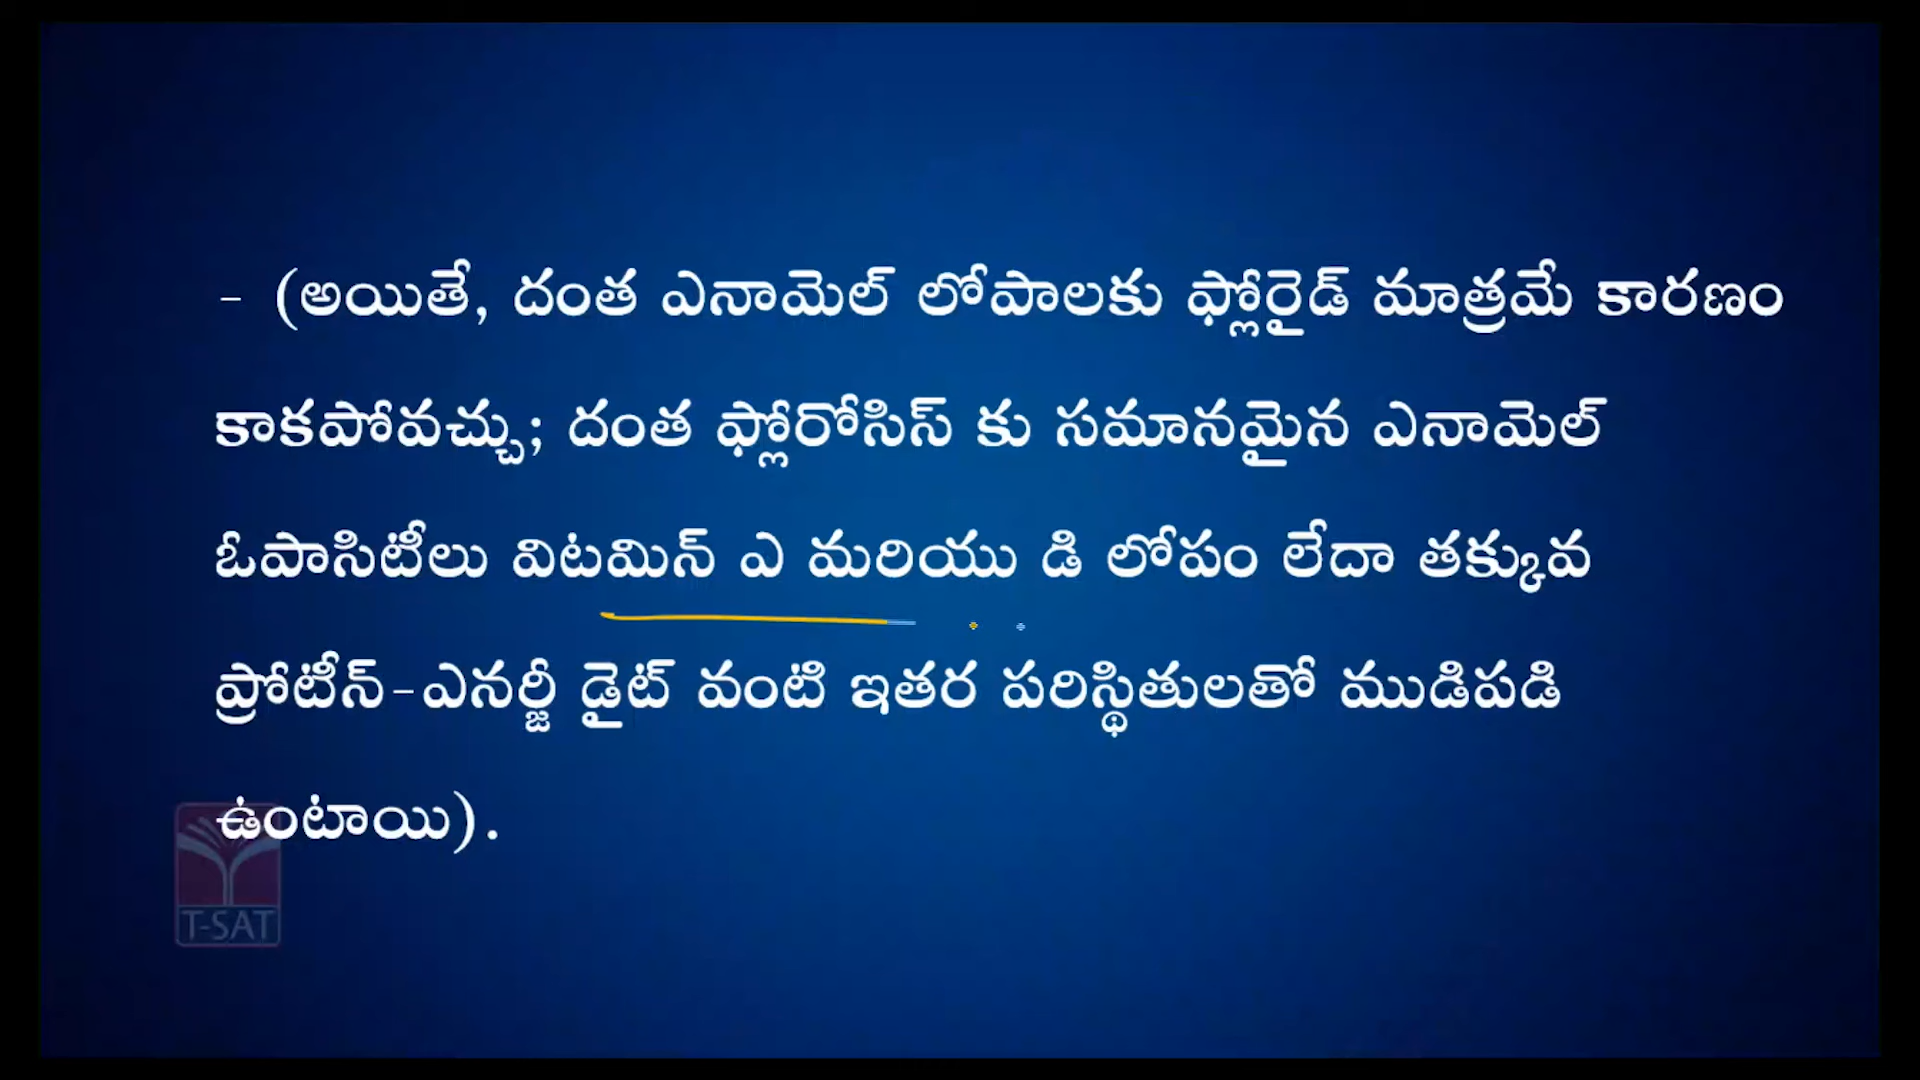 - (అయితే, దంత ఎనామెల్ లోపాలకు ఫ్లోరైడ్ మాత్రమే కారణం
కాకపోవచ్చు; దంత ఫ్లోరోసిస్ కు సమానమైన ఎనామెల్
ఓపాసిటీలు విటమిన్ ఎ మరియు డి లోపం లేదా తక్కువ
ప్రోటీన్-ఎనర్జీ డైట్ వంటి ఇతర పరిస్థితులతో ముడిపడి
ఉంటాయి).
T-SAT